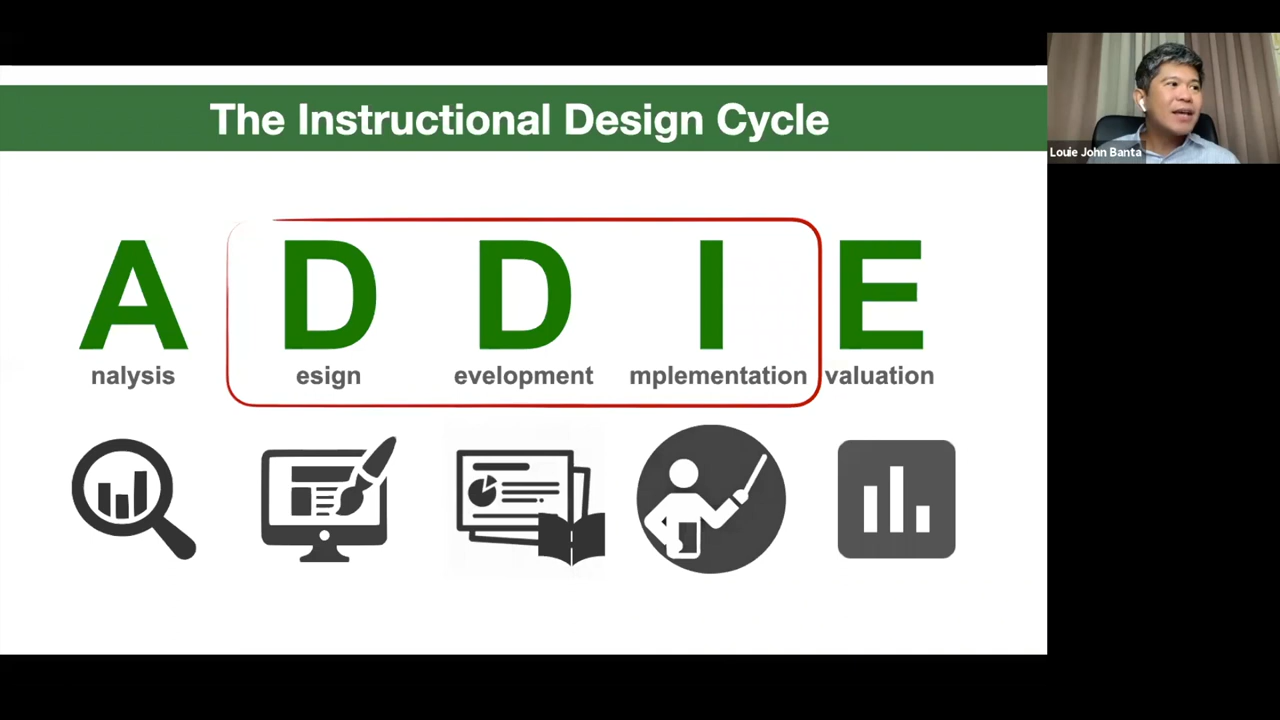 The Instructional Design Cycle
Louie John Banta
A D D I E
nalysis esign evelopment mplementation valuation